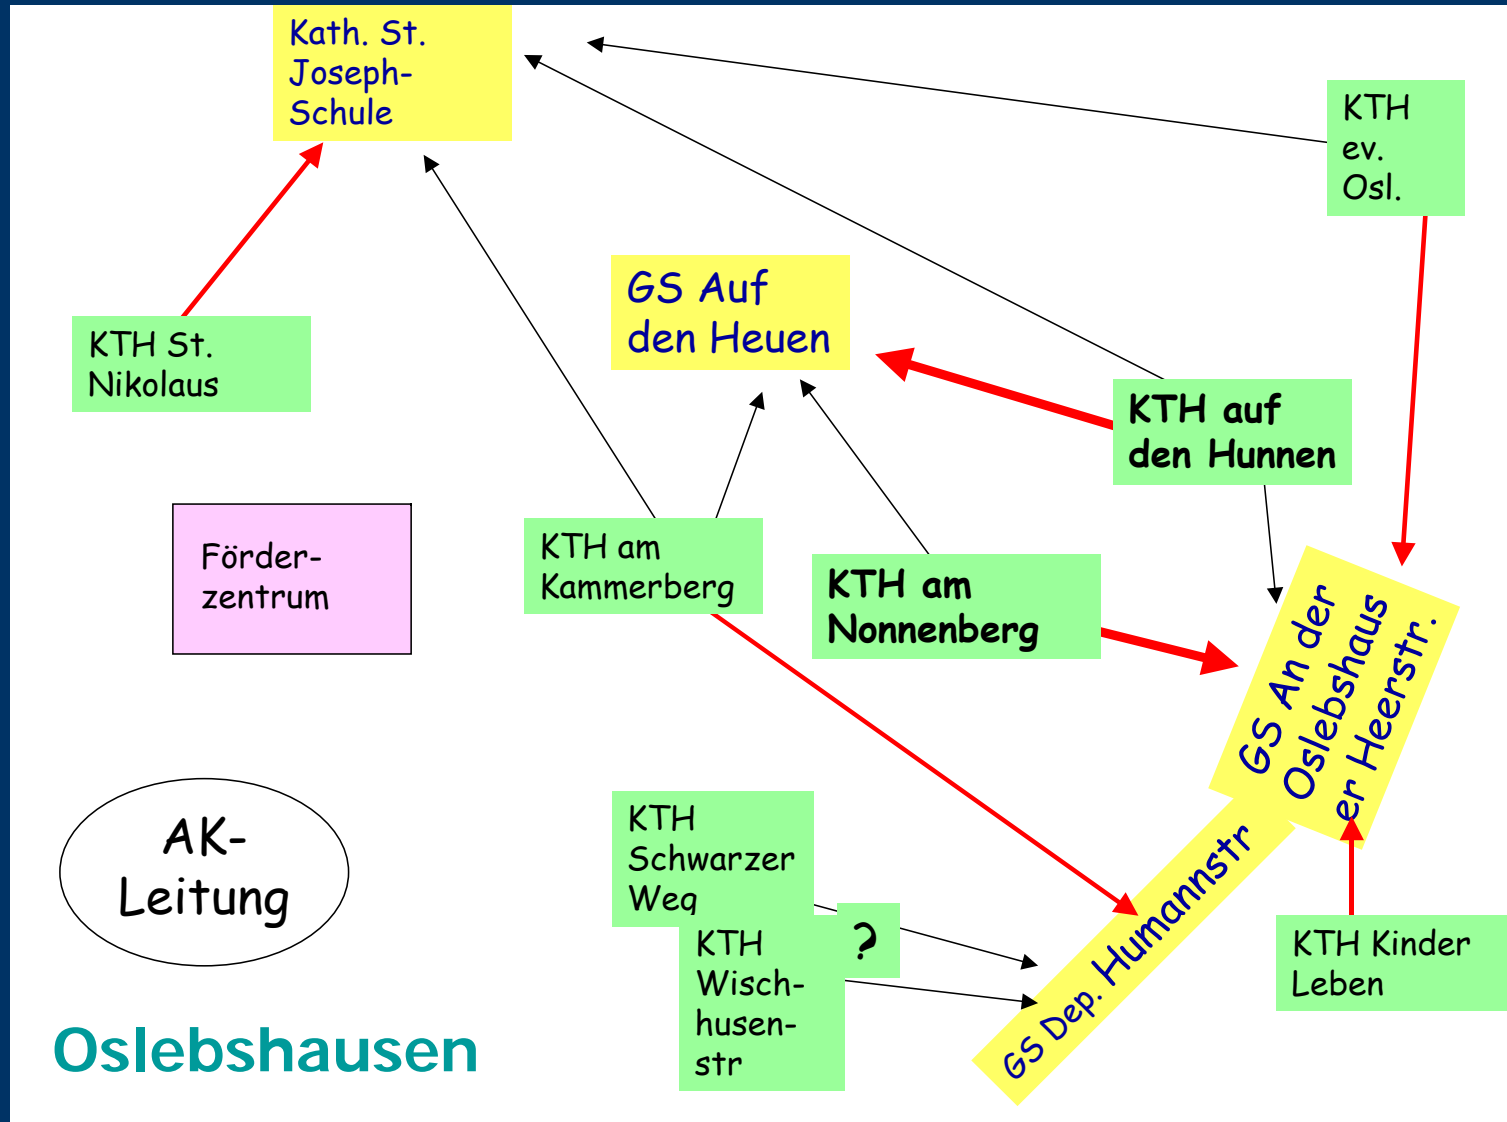 Kath. St.
Joseph-
Schule
KTH
ev.
Osl.
GS Auf
den Heuen
KTH St.
Nikolaus
KTH auf
den Hunnen
Förder-
zentrum
KTH am
Kammerberg
KTH am
Nonnenberg
GS An der
Oslebshaus
er Heerstr.
AK-
Leitung
KTH
Schwarzer
Weg
KTH
Wisch-
husen-
str
?
GS Dep. Humannstr
KTH Kinder
Leben
Oslebshausen